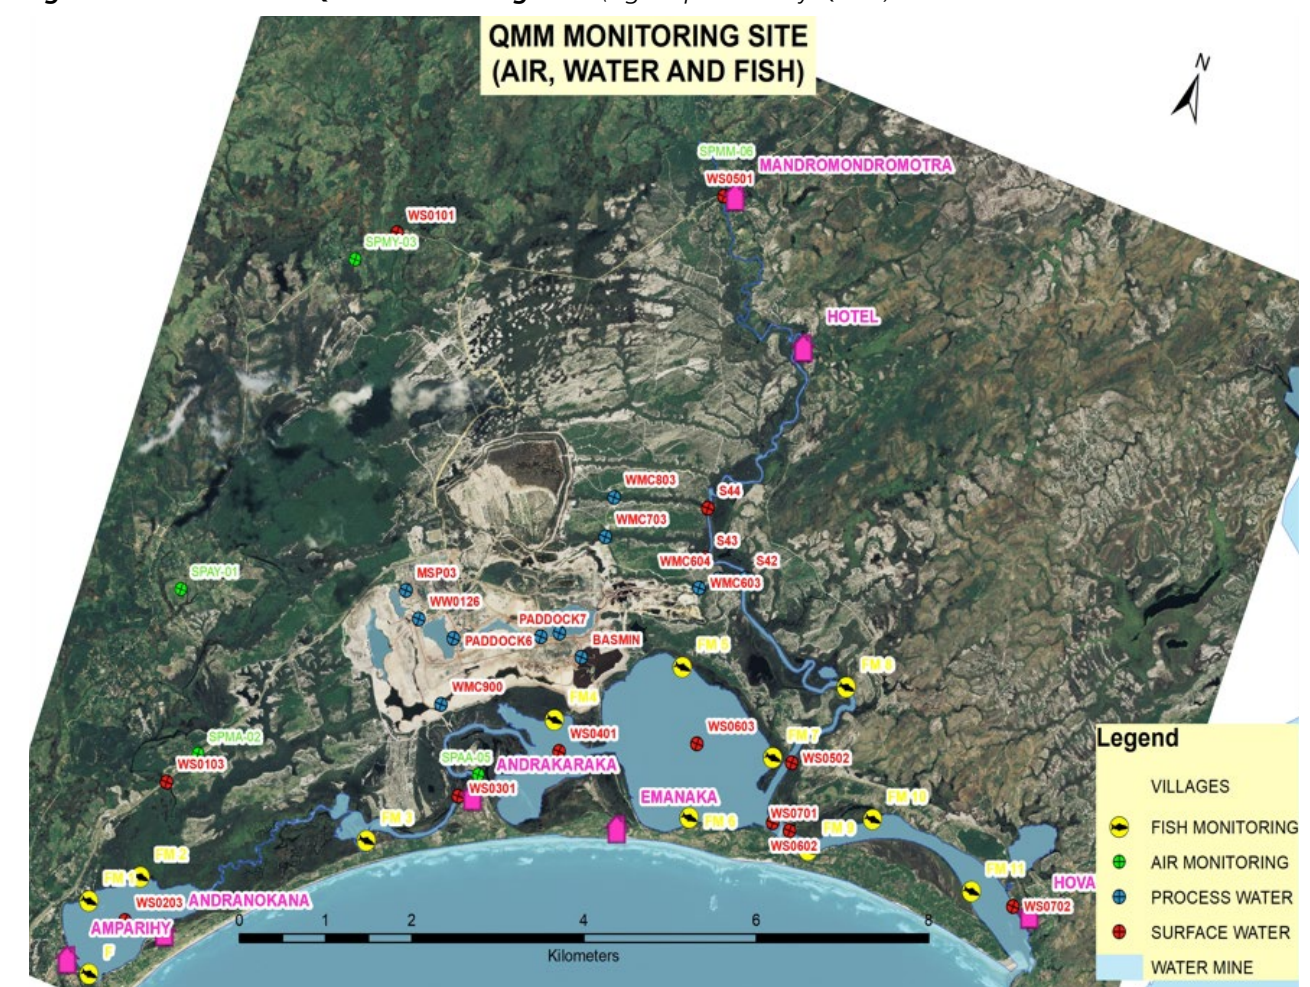 QMM MONITORING SITE
(AIR, WATER AND FISH)
N
SPMM-06
MANDROMONDROMOTRA
WS0501
WS0101
SPMY-03
HOTEL
WMC803
S44
WMC703
S43
WMC604
S42
SPAY-01
MSP03
WMC603
WW0126
PADDOCK7
PADDOCK6
BASMIN
FM 5
FM 8
WMC900
FM4
SPMA-02
WS0401
WS0603
FM 7
WS0103
SPAA-05
ANDRAKARAKA
WS0502
WS0301
EMANAKA
FM 10
FM 3
FM 6
WS0701
FM 9
WS0602
FM 2
FM 1
FM 11
HOVA
WS0203
ANDRANOKANA
WS0702
AMPARIHY
F
0 1 2 4 6 8
Kilometers
Legend
VILLAGES
FISH MONITORING
AIR MONITORING
PROCESS WATER
SURFACE WATER
WATER MINE